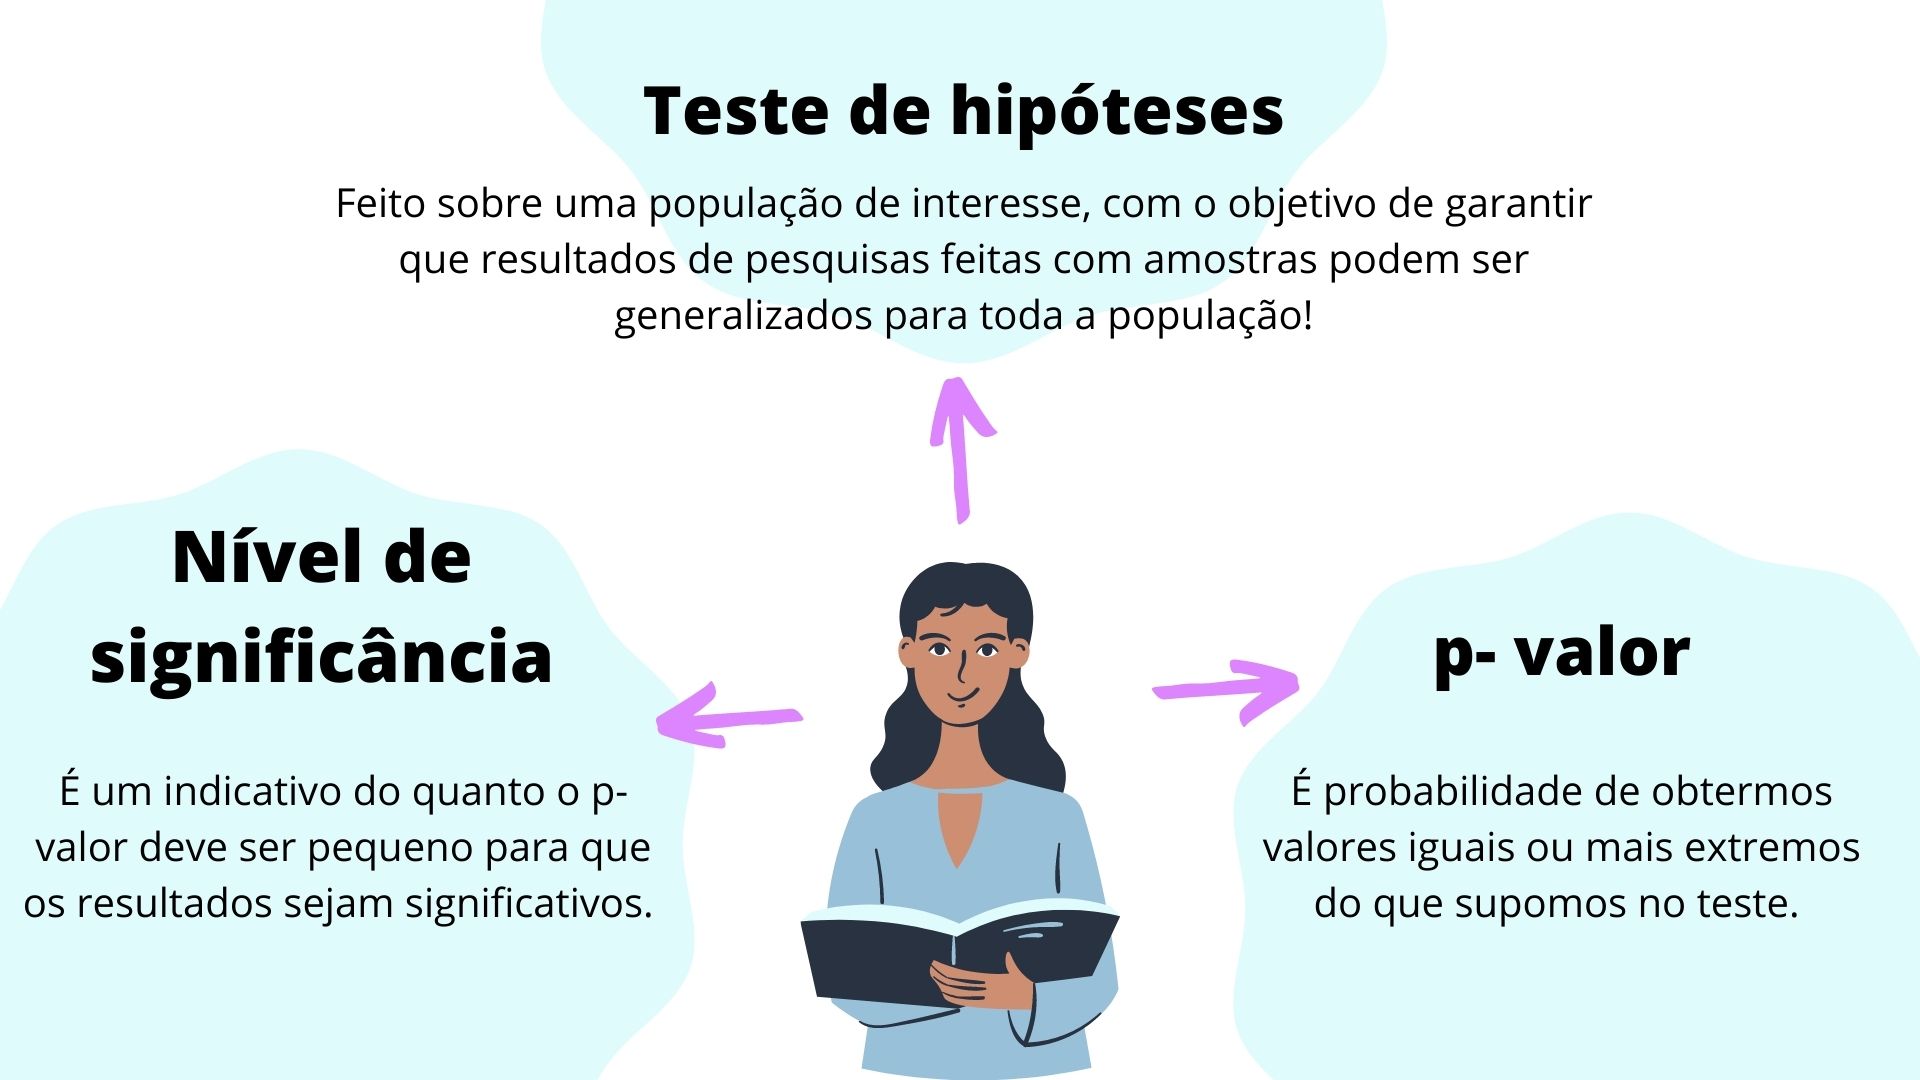 Teste de hipóteses
Feito sobre uma população de interesse, com o objetivo de garantir
que resultados de pesquisas feitas com amostras podem ser
generalizados para toda a população!
Nível de
significância
É um indicativo do quanto o p-
valor deve ser pequeno para que
os resultados sejam significativos.
p- valor
É probabilidade de obtermos
valores iguais ou mais extremos
do que supomos no teste.